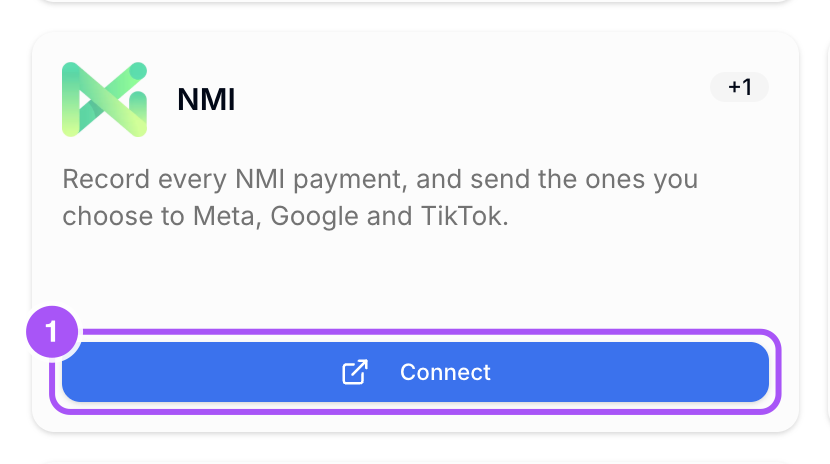 NMI
+1
Record every NMI payment, and send the ones you
choose to Meta, Google and TikTok.
1
Connect